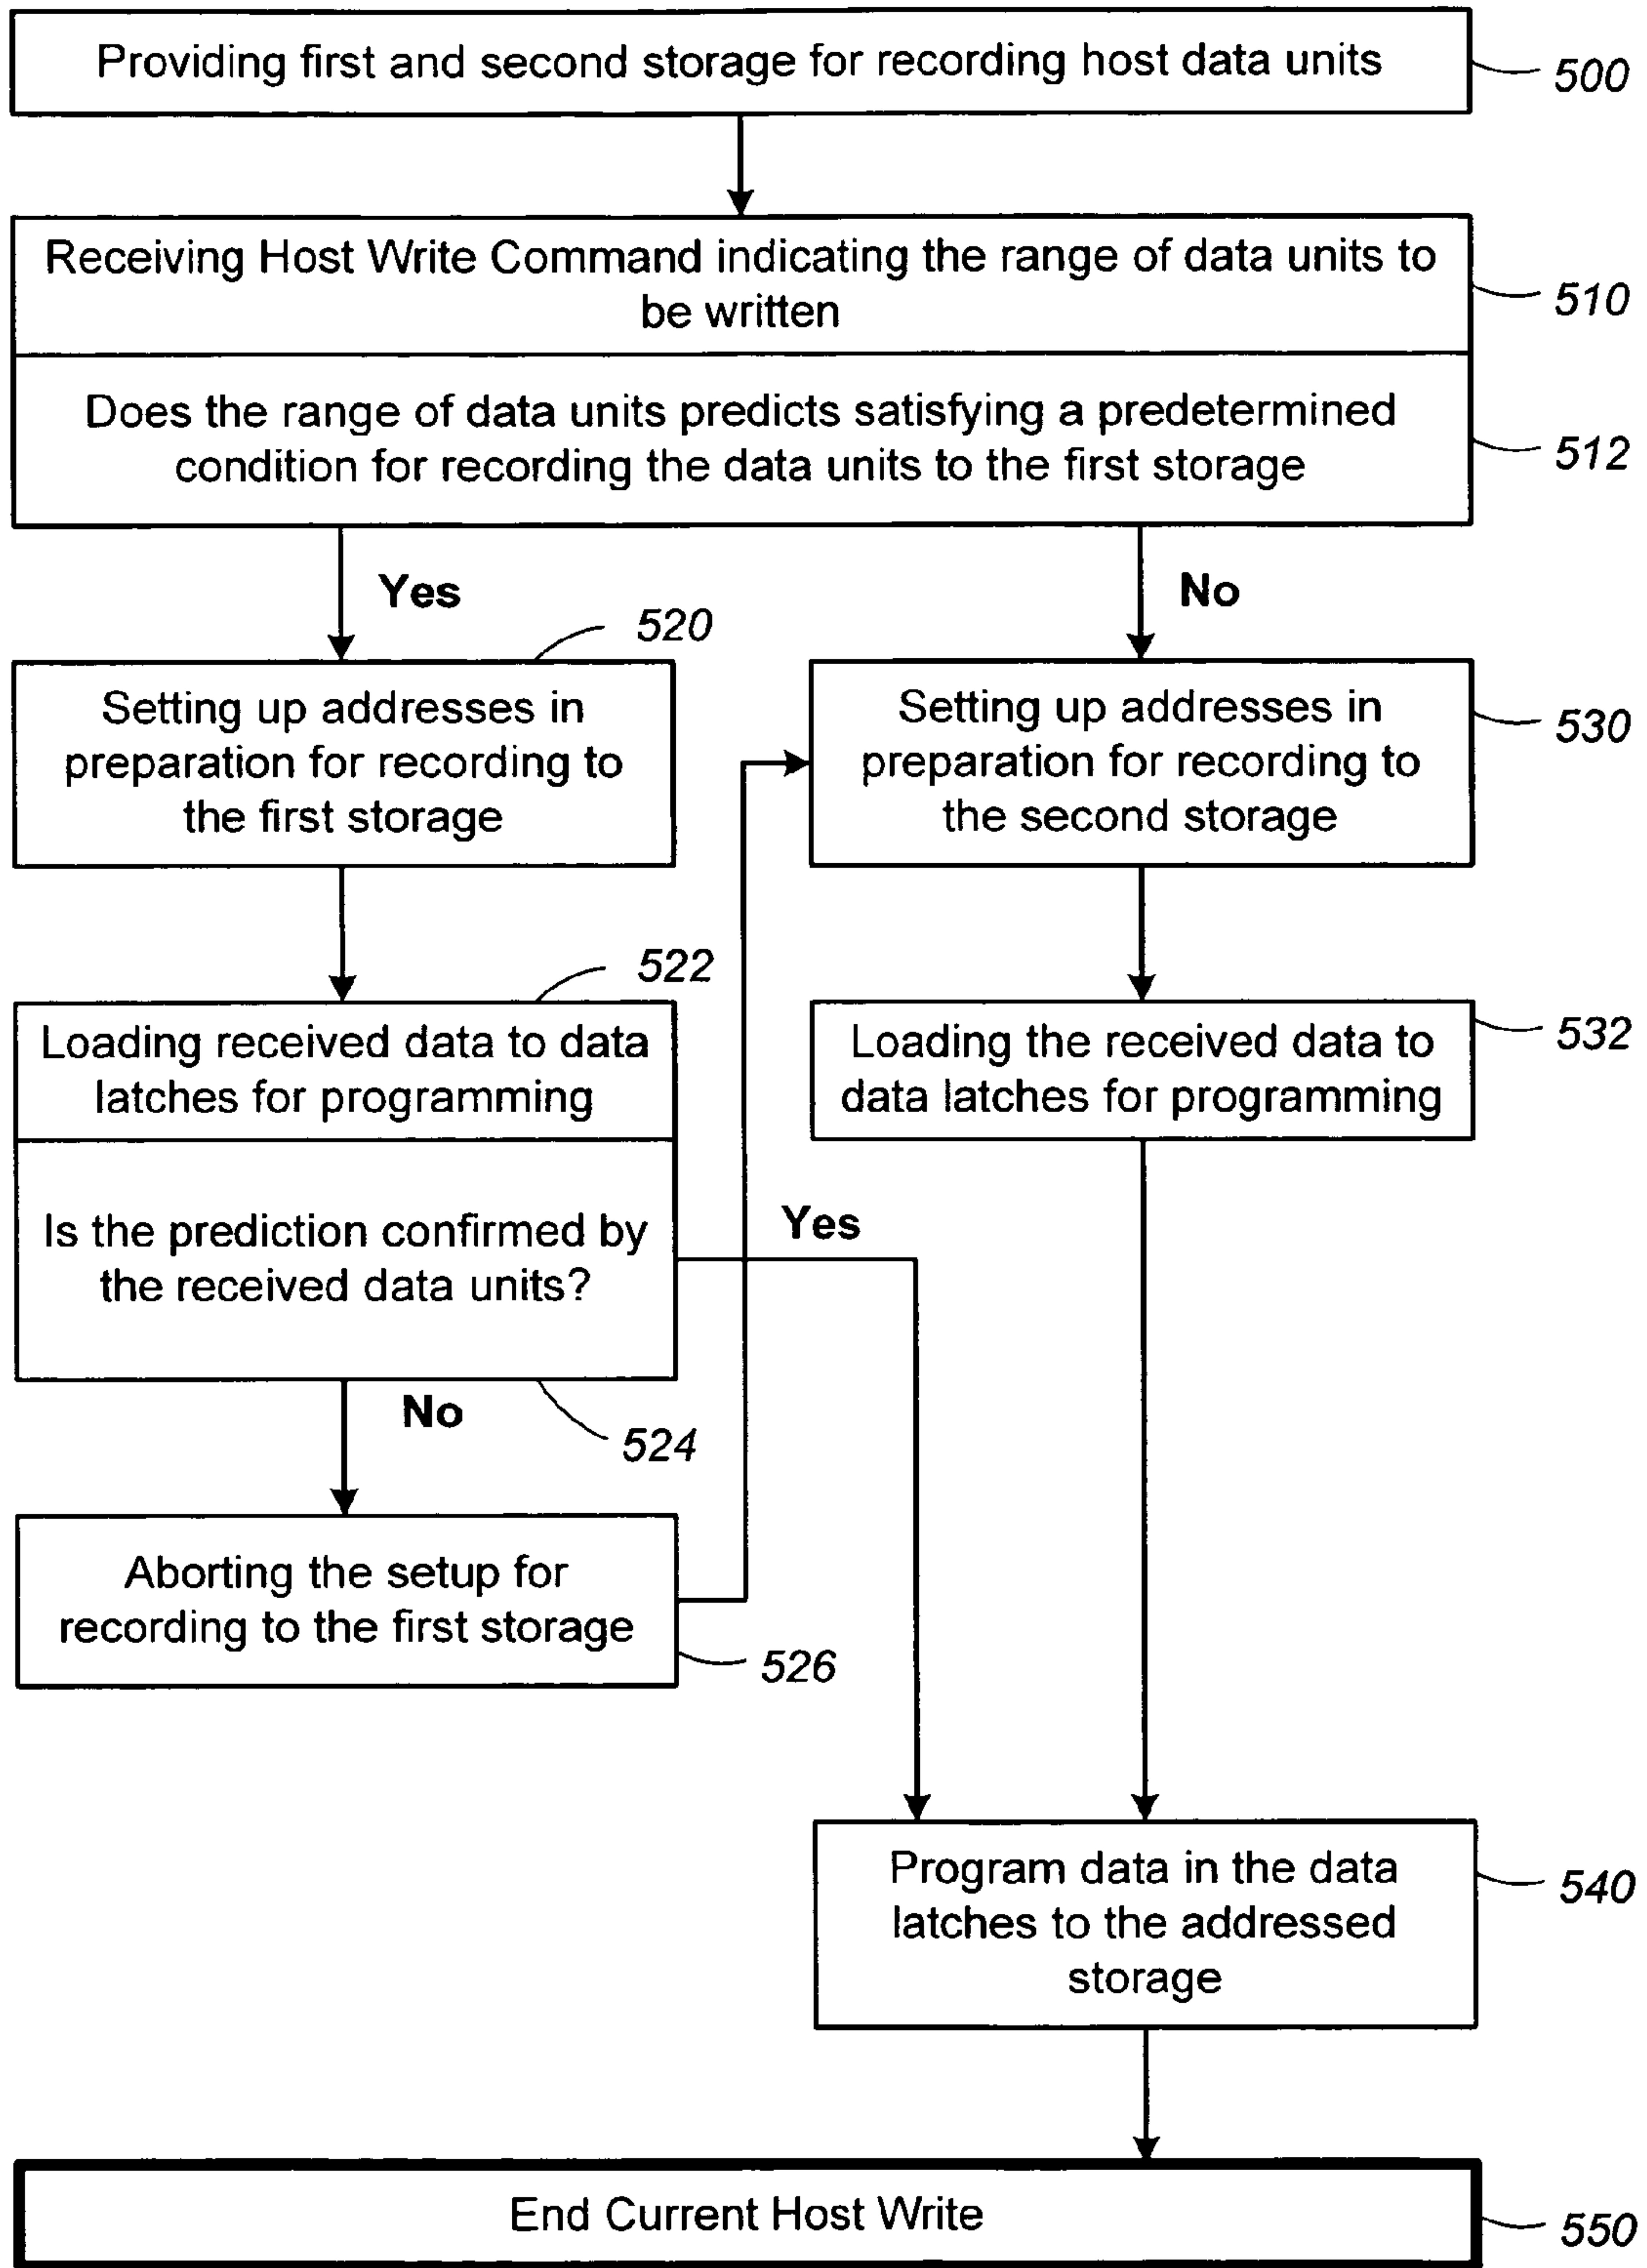 Providing first and second storage for recording host data units
500
Receiving Host Write Command indicating the range of data units to
be written
510
Does the range of data units predicts satisfying a predetermined
condition for recording the data units to the first storage
512
Yes
No
520
Setting up addresses in
preparation for recording to
the first storage
Setting up addresses in
preparation for recording to
the second storage
530
522
Loading received data to data
latches for programming
Loading the received data to
data latches for programming
532
Is the prediction confirmed by
the received data units?
Yes
No
524
Aborting the setup for
recording to the first storage
526
Program data in the data
latches to the addressed
storage
540
End Current Host Write
550